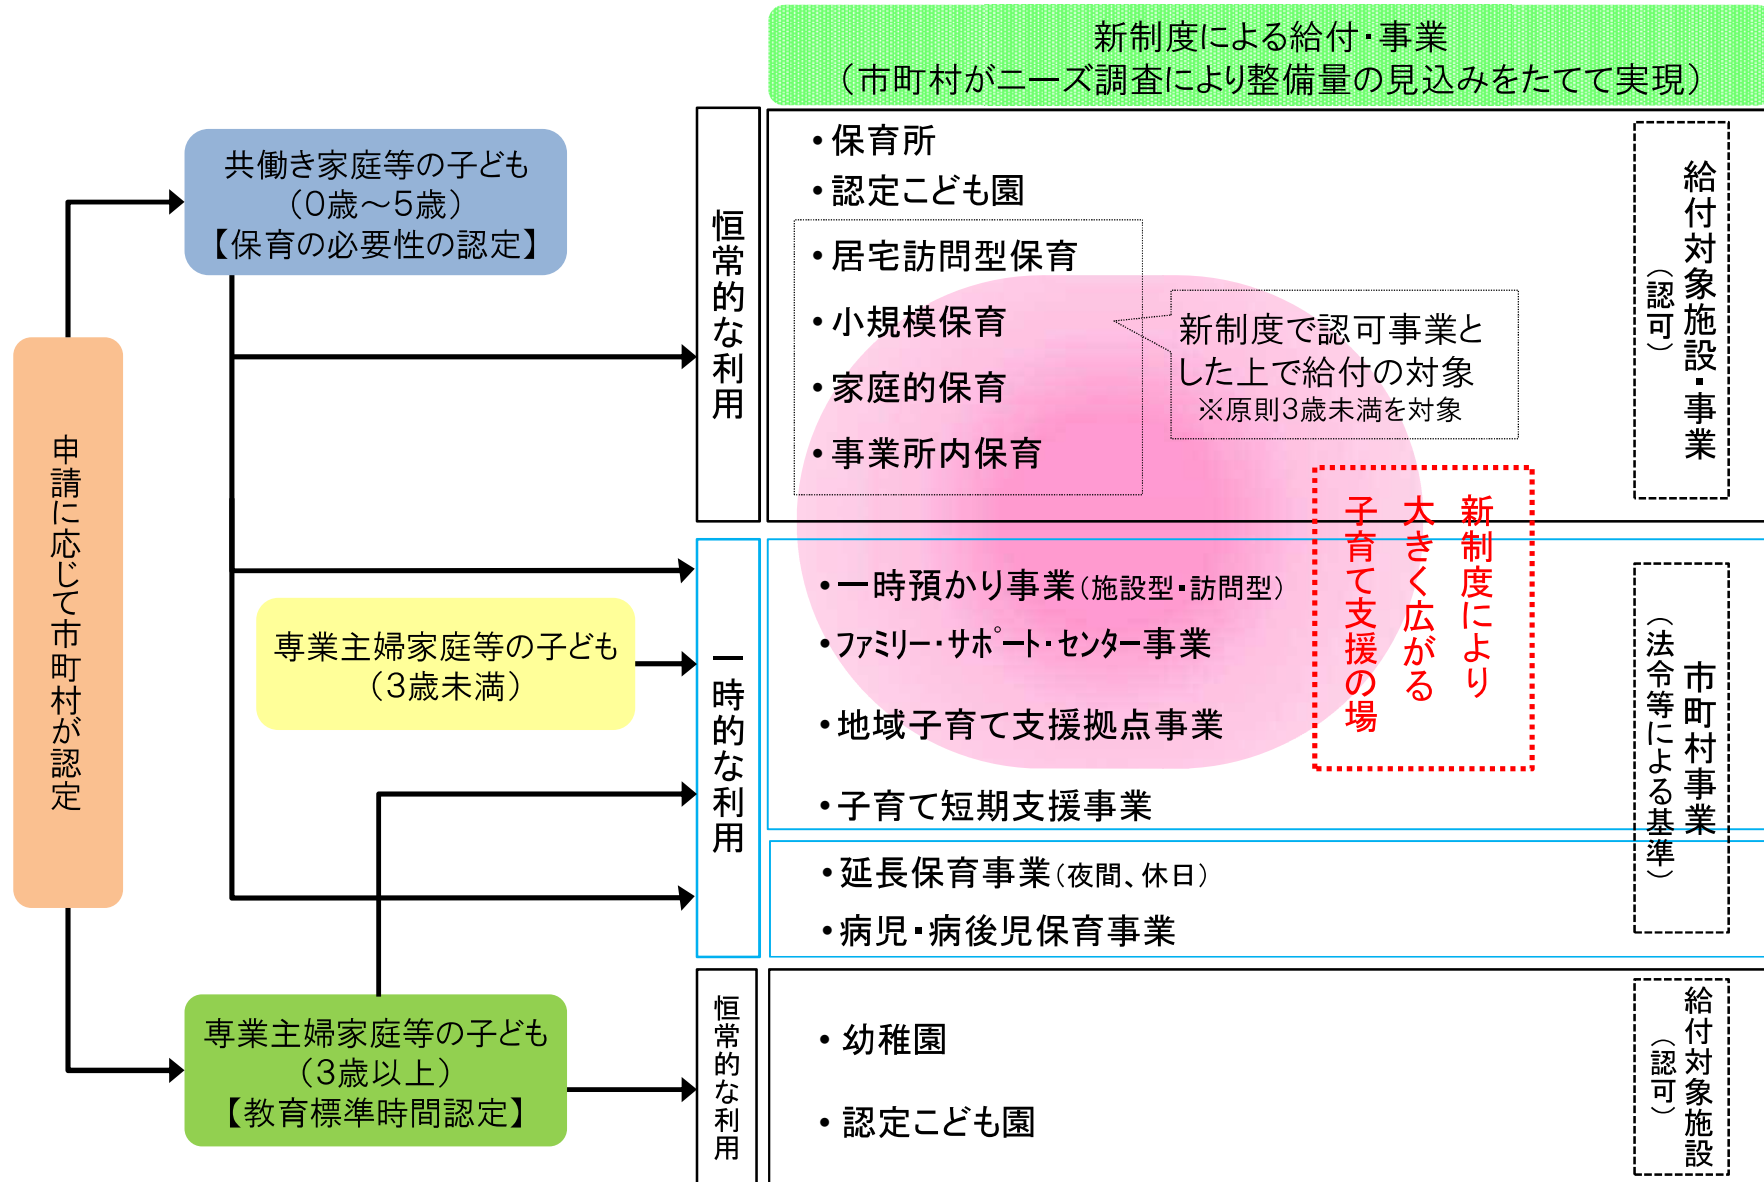 新制度による給付・事業
（市町村がニーズ調査により整備量の見込みをたてて実現）
申請に応じて市町村が認定
共働き家庭等の子ども
（0歳～5歳）
【保育の必要性の認定】
専業主婦家庭等の子ども
（3歳未満）
専業主婦家庭等の子ども
（3歳以上）
【教育標準時間認定】
恒常的な利用
・保育所
・認定こども園
・居宅訪問型保育
・小規模保育
・家庭的保育
・事業所内保育
新制度で認可事業と
した上で給付の対象
※原則3歳未満を対象
給付対象施設・事業
（認可）
新制度により
大きく広がる
子育て支援の場
一時的な利用
・一時預かり事業（施設型・訪問型）
・ファミリー・サポート・センター事業
・地域子育て支援拠点事業
・子育て短期支援事業
・延長保育事業（夜間、休日）
・病児・病後児保育事業
市町村事業
（法令等による基準）
恒常的な利用
・幼稚園
・認定こども園
給付対象施設
（認可）